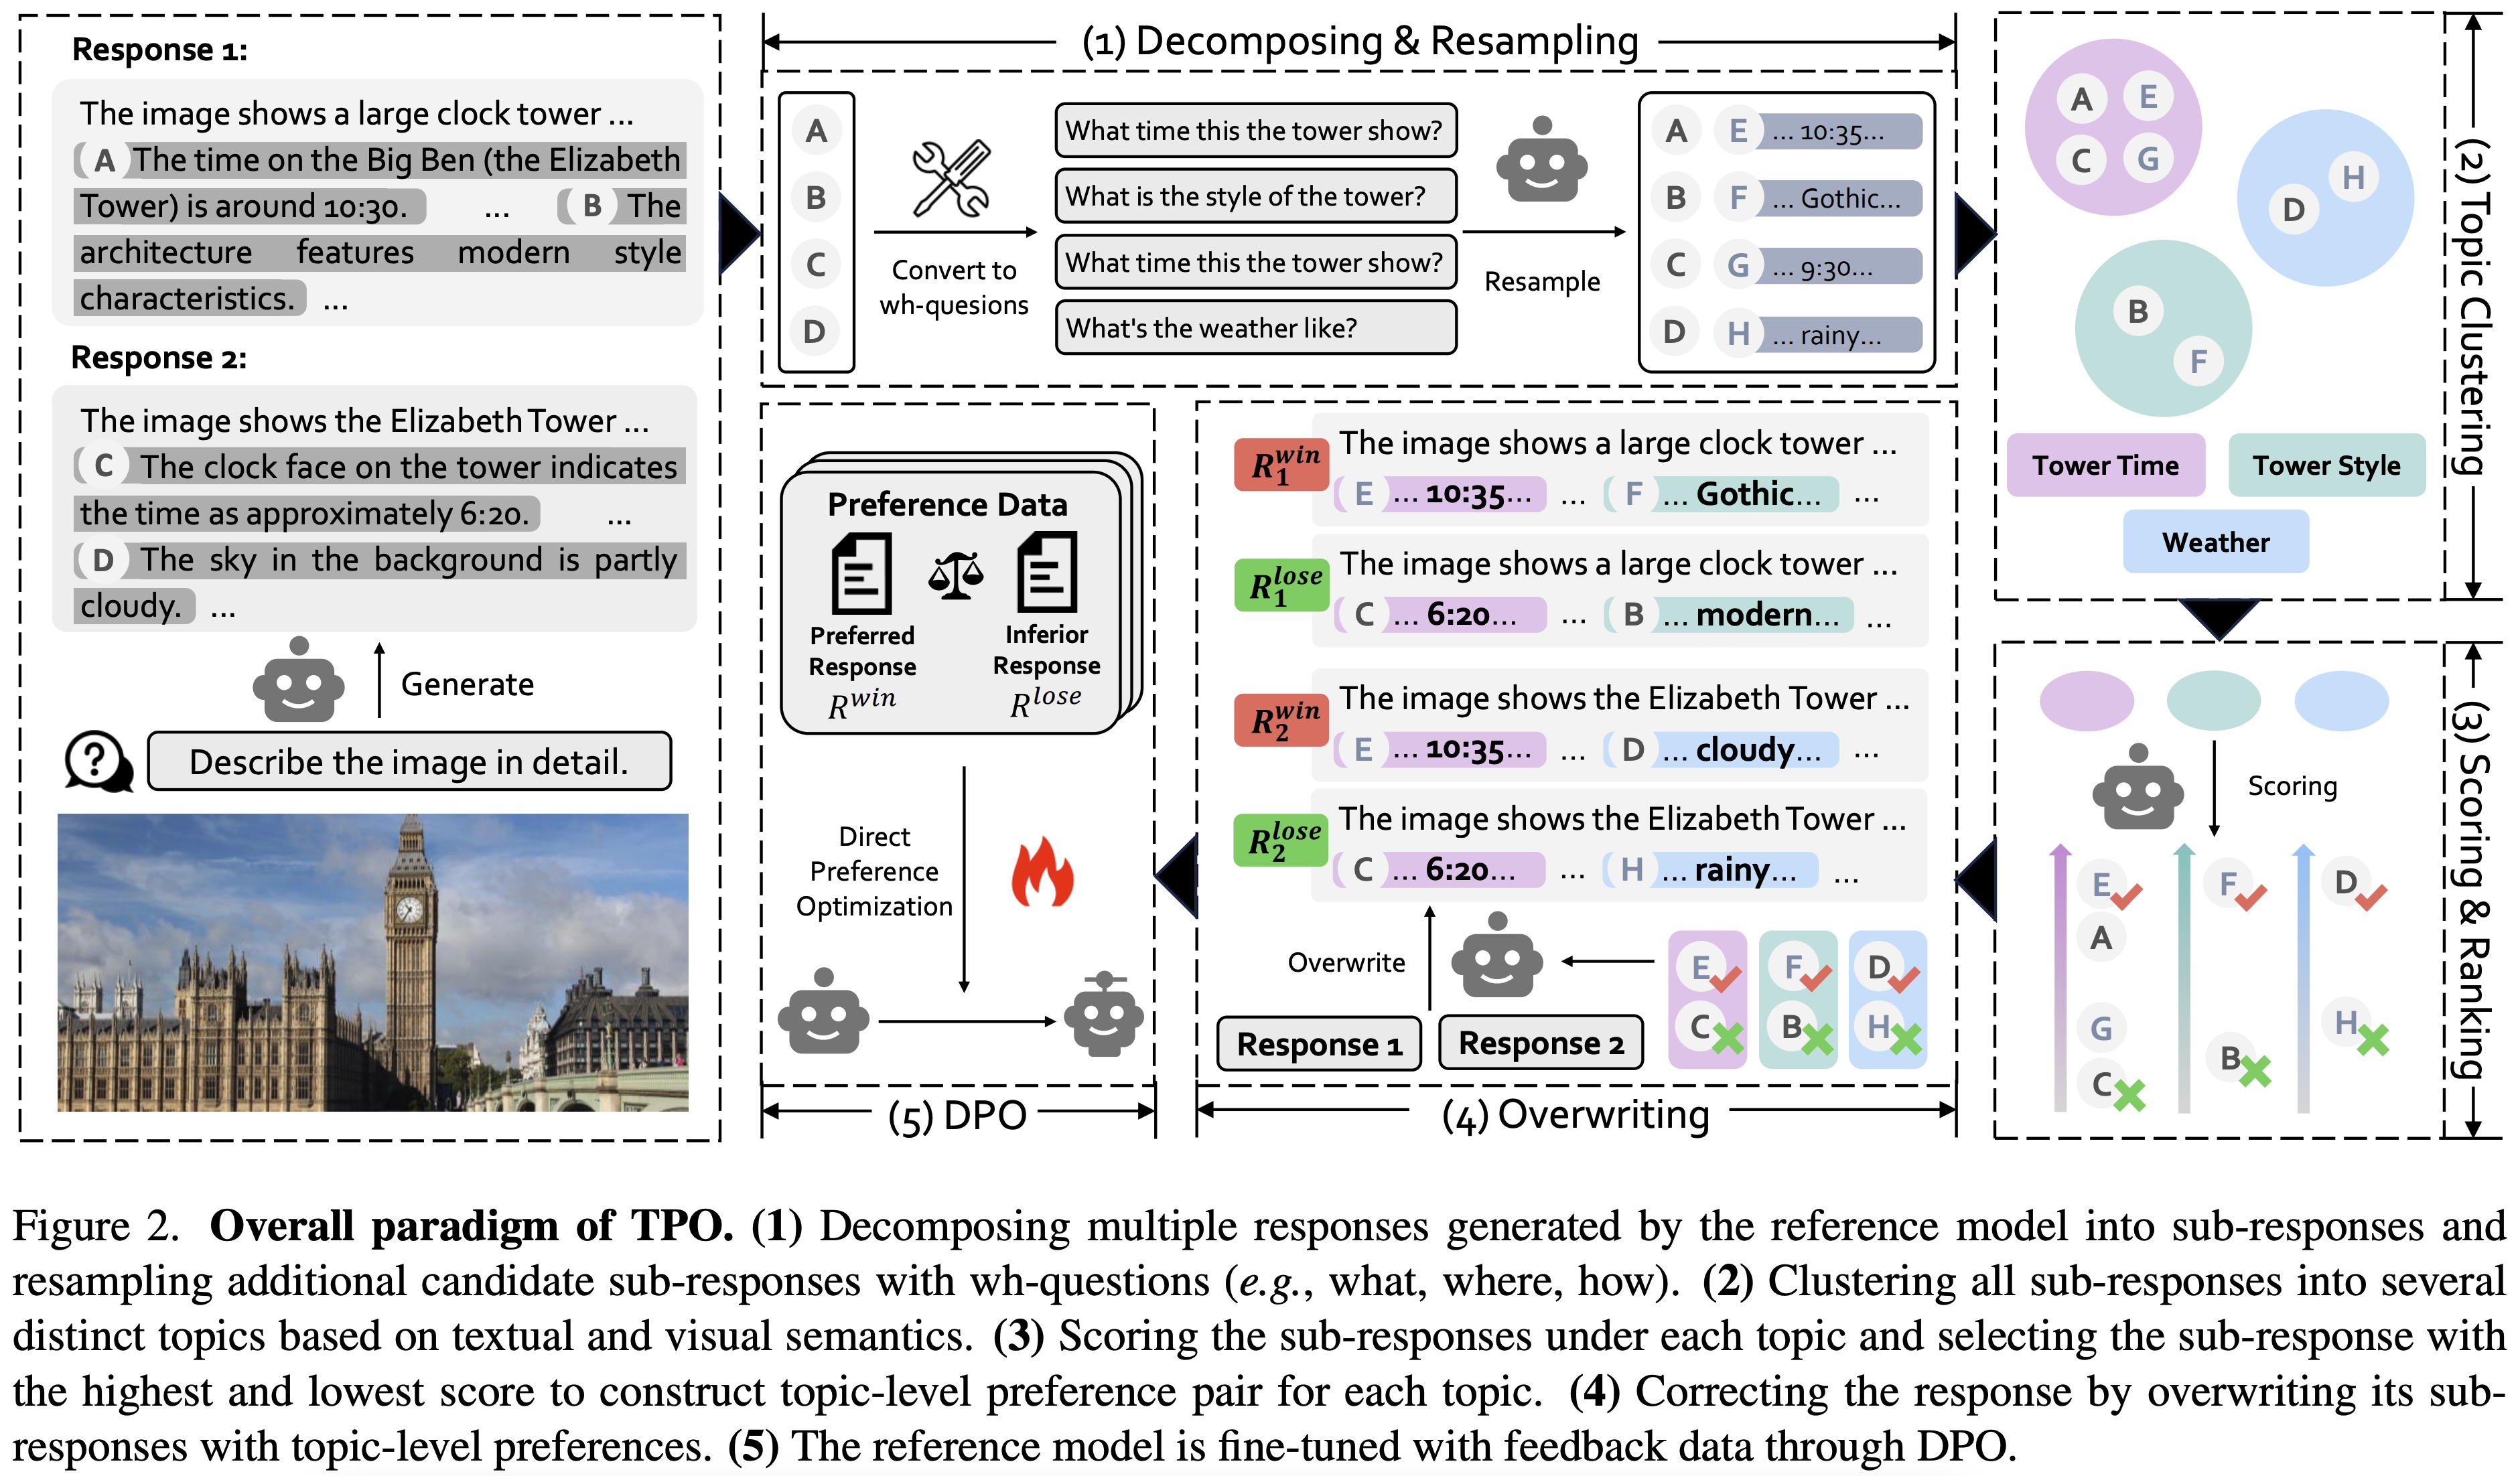 Response 1:
The image shows a large clock tower ...
A The time on the Big Ben (the Elizabeth
Tower) is around 10:30. ... B The
architecture features modern style
characteristics. ...
Response 2:
The image shows the Elizabeth Tower ...
C The clock face on the tower indicates
the time as approximately 6:20. ...
D The sky in the background is partly
cloudy. ...
Generate
?
Describe the image in detail.
(1) Decomposing & Resampling
A
B
C
D
Convert to
wh-quesions
What time this the tower show?
What is the style of the tower?
What time this the tower show?
What's the weather like?
Resample
A E ... 10:35...
B F ... Gothic...
C G ... 9:30...
D H ... rainy...
(2) Topic Clustering
A E
C G
H
D
B
F
Tower Time
Tower Style
Weather
(3) Scoring & Ranking
Scoring
E
A
G
C
F
B
D
H
(4) Overwriting
R1win The image shows a large clock tower ...
E ... 10:35... ... F ... Gothic... ...
R1lose The image shows a large clock tower ...
C ... 6:20... ... B ... modern... ...
R2win The image shows the Elizabeth Tower ...
E ... 10:35... ... D ... cloudy... ...
R2lose The image shows the Elizabeth Tower ...
C ... 6:20... ... H ... rainy... ...
Overwrite
E F D
C B H
Response 1
Response 2
(5) DPO
Preference Data
Preferred
Response
Rwin
Inferior
Response
Rlose
Direct
Preference
Optimization
Figure 2. Overall paradigm of TPO. (1) Decomposing multiple responses generated by the reference model into sub-responses and
resampling additional candidate sub-responses with wh-questions (e.g., what, where, how). (2) Clustering all sub-responses into several
distinct topics based on textual and visual semantics. (3) Scoring the sub-responses under each topic and selecting the sub-response with
the highest and lowest score to construct topic-level preference pair for each topic. (4) Correcting the response by overwriting its sub-
responses with topic-level preferences. (5) The reference model is fine-tuned with feedback data through DPO.